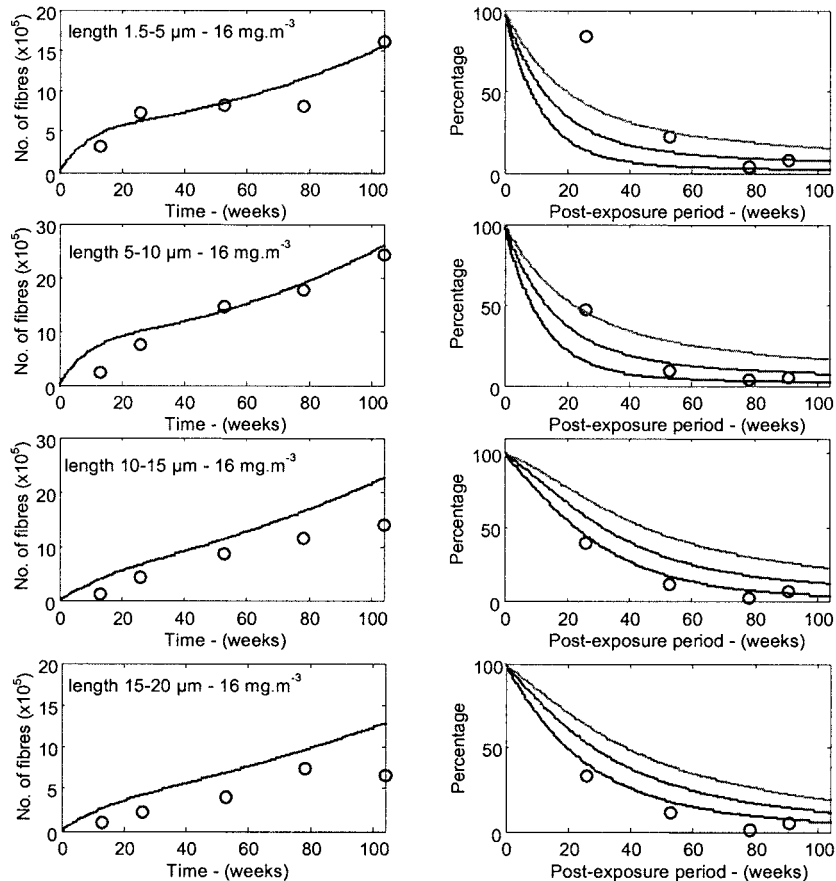 No. of fibres (x10⁵)
20
15
10
5
0
length 1.5-5 µm - 16 mg.m⁻³
0 20 40 60 80 100
Time - (weeks)
Percentage
100
50
0
0 20 40 60 80 100
Post-exposure period - (weeks)
No. of fibres (x10⁵)
30
20
10
0
length 5-10 µm - 16 mg.m⁻³
0 20 40 60 80 100
Time - (weeks)
Percentage
100
50
0
0 20 40 60 80 100
Post-exposure period - (weeks)
No. of fibres (x10⁵)
30
20
10
0
length 10-15 µm - 16 mg.m⁻³
0 20 40 60 80 100
Time - (weeks)
Percentage
100
50
0
0 20 40 60 80 100
Post-exposure period - (weeks)
No. of fibres (x10⁵)
20
15
10
5
0
length 15-20 µm - 16 mg.m⁻³
0 20 40 60 80 100
Time - (weeks)
Percentage
100
50
0
0 20 40 60 80 100
Post-exposure period - (weeks)